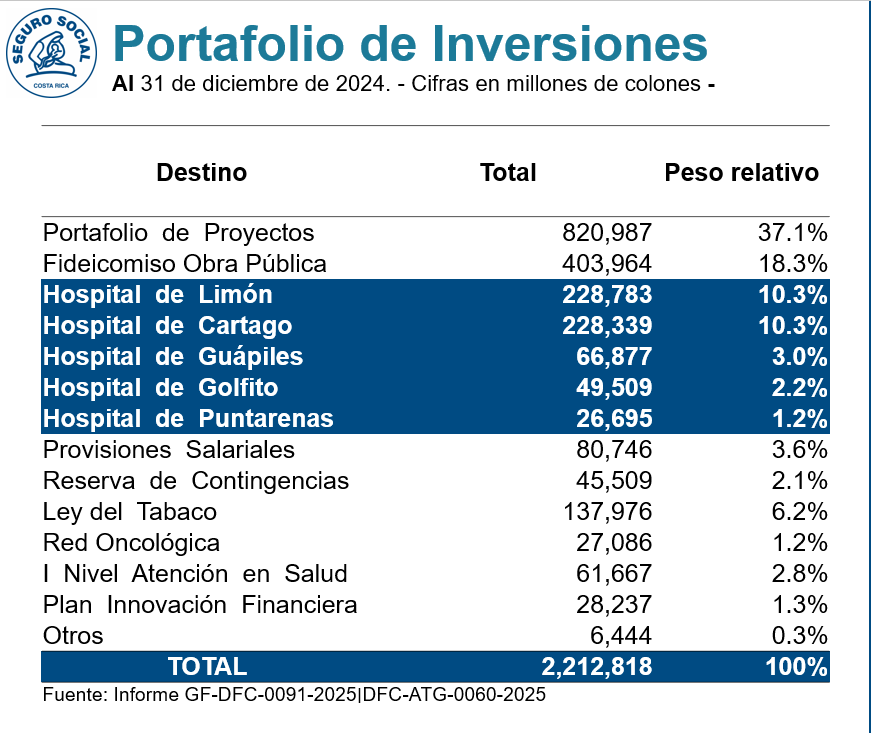 SEGURO SOCIAL
COSTA RICA
Portafolio de Inversiones
Al 31 de diciembre de 2024. - Cifras en millones de colones -
Destino Total Peso relativo
Portafolio de Proyectos 820,987 37.1%
Fideicomiso Obra Pública 403,964 18.3%
Hospital de Limón 228,783 10.3%
Hospital de Cartago 228,339 10.3%
Hospital de Guápiles 66,877 3.0%
Hospital de Golfito 49,509 2.2%
Hospital de Puntarenas 26,695 1.2%
Provisiones Salariales 80,746 3.6%
Reserva de Contingencias 45,509 2.1%
Ley del Tabaco 137,976 6.2%
Red Oncológica 27,086 1.2%
I Nivel Atención en Salud 61,667 2.8%
Plan Innovación Financiera 28,237 1.3%
Otros 6,444 0.3%
TOTAL 2,212,818 100%
Fuente: Informe GF-DFC-0091-2025|DFC-ATG-0060-2025